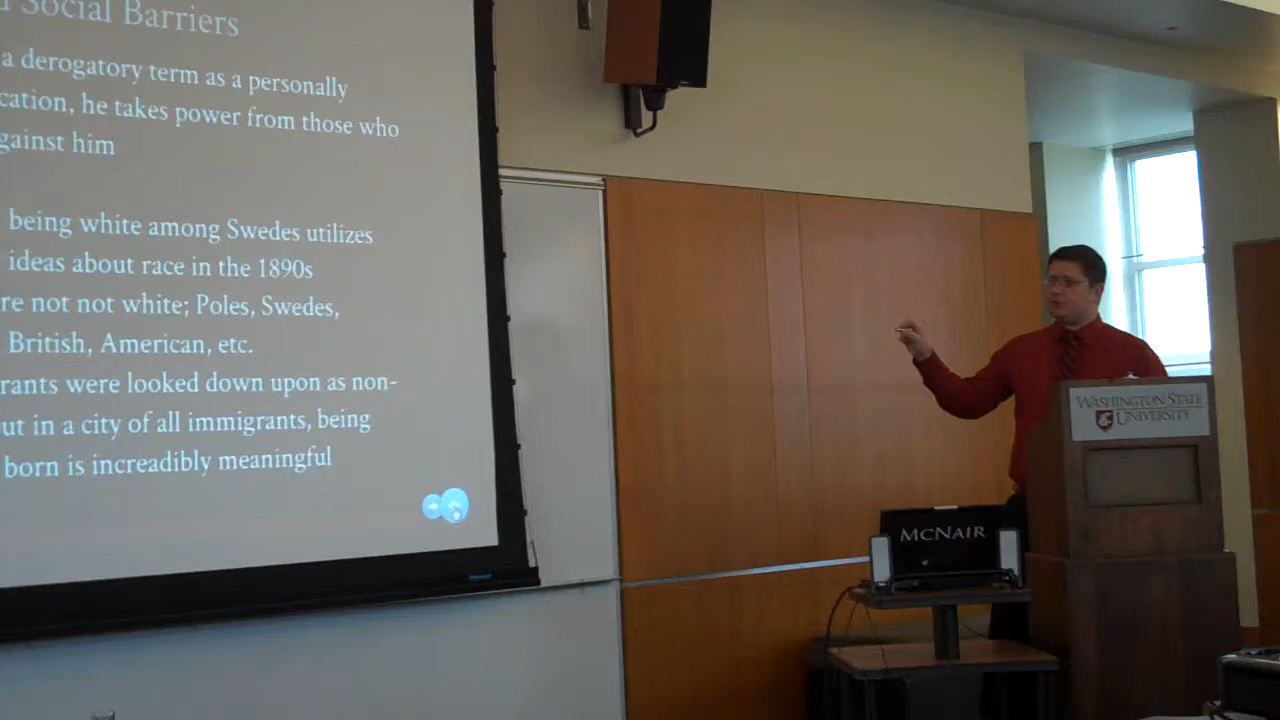 Social Barriers
a derogatory term as a personally
cation, he takes power from those who
gainst him
being white among Swedes utilizes
ideas about race in the 1890s
re not not white; Poles, Swedes,
British, American, etc.
rants were looked down upon as non-
ut in a city of all immigrants, being
born is increadibly meaningful
WASHINGTON STATE
UNIVERSITY
MCNAIR